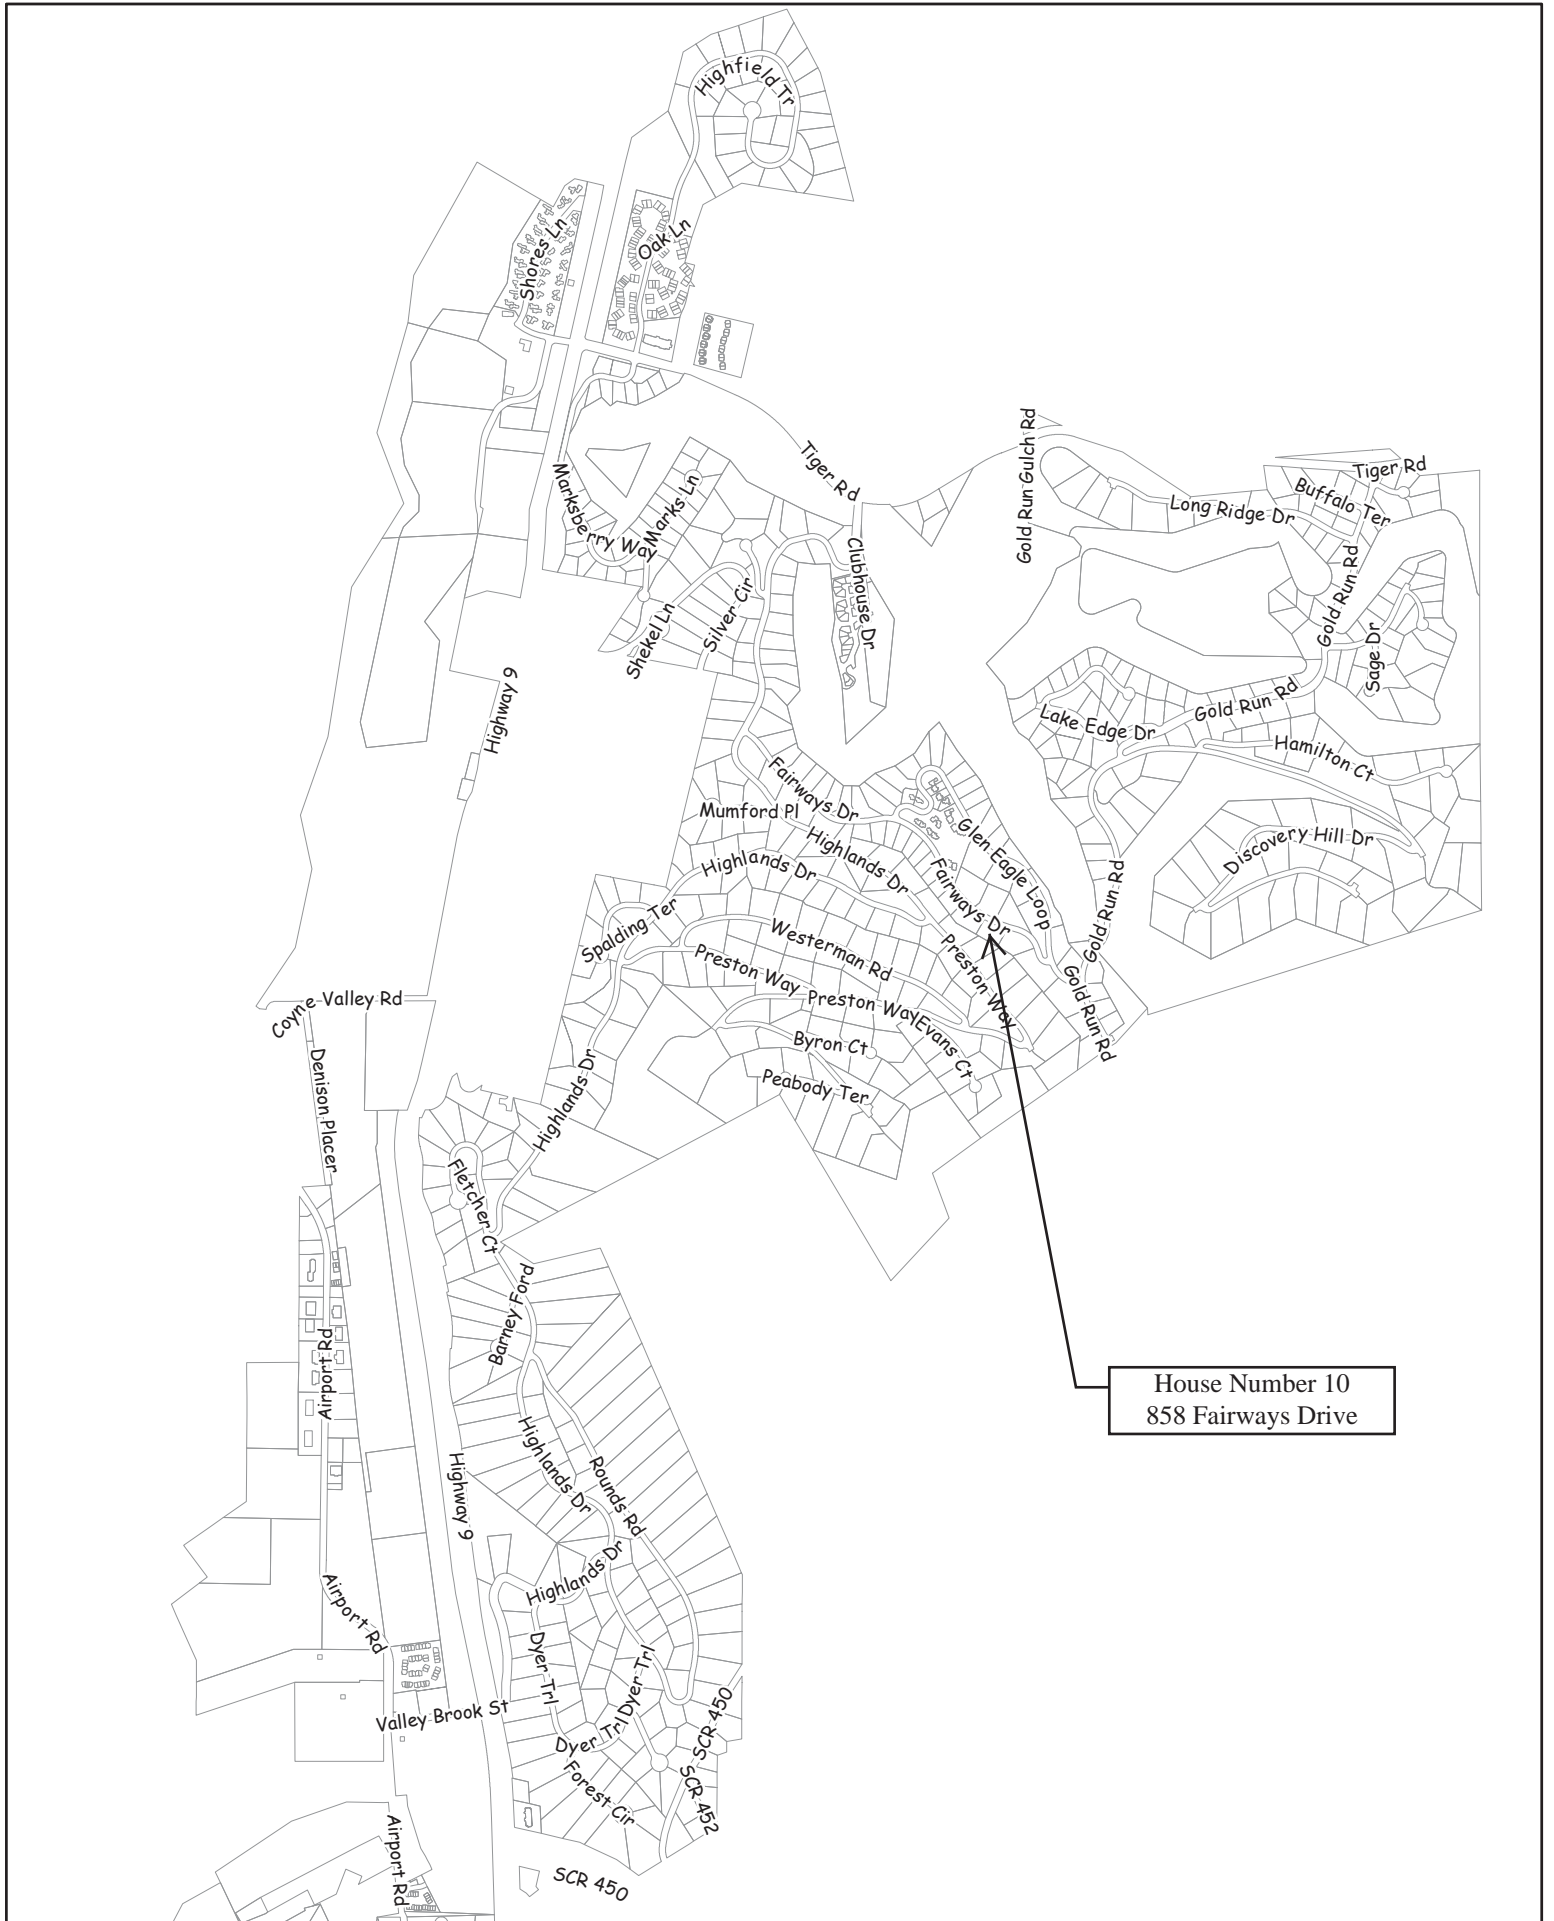 Highfield Tr
Shores Ln
Oak Ln
Tiger Rd
Gold Run Gulch Rd
Tiger Rd
Buffalo Ter
Long Ridge Dr
Marksberry Way
Marks Ln
Clubhouse Dr
Gold Run Rd
Shekel Ln
Silver Cir
Sage Dr
Highway 9
Lake Edge Dr
Gold Run Rd
Hamilton Ct
Fairways Dr
Mumford Pl
Highlands Dr
Glen Eagle Loop
Discovery Hill Dr
Highlands Dr
Fairways Dr
Gold Run Rd
Spalding Ter
Westerman Rd
Preston Way
Preston Way
Preston Way
Gold Run Rd
Coyne Valley Rd
Evans Ct
Byron Ct
Peabody Ter
Denison Placer
Highlands Dr
Fletcher Ct
Barney Ford
Airport Rd
House Number 10
858 Fairways Drive
Highlands Dr
Rounds Rd
Highway 9
Highlands Dr
Airport Rd
Dyer Trl
Dyer Trl
SCR 450
Valley Brook St
Dyer Trl
Forest Cir
SCR 452
Airport Rd
SCR 450